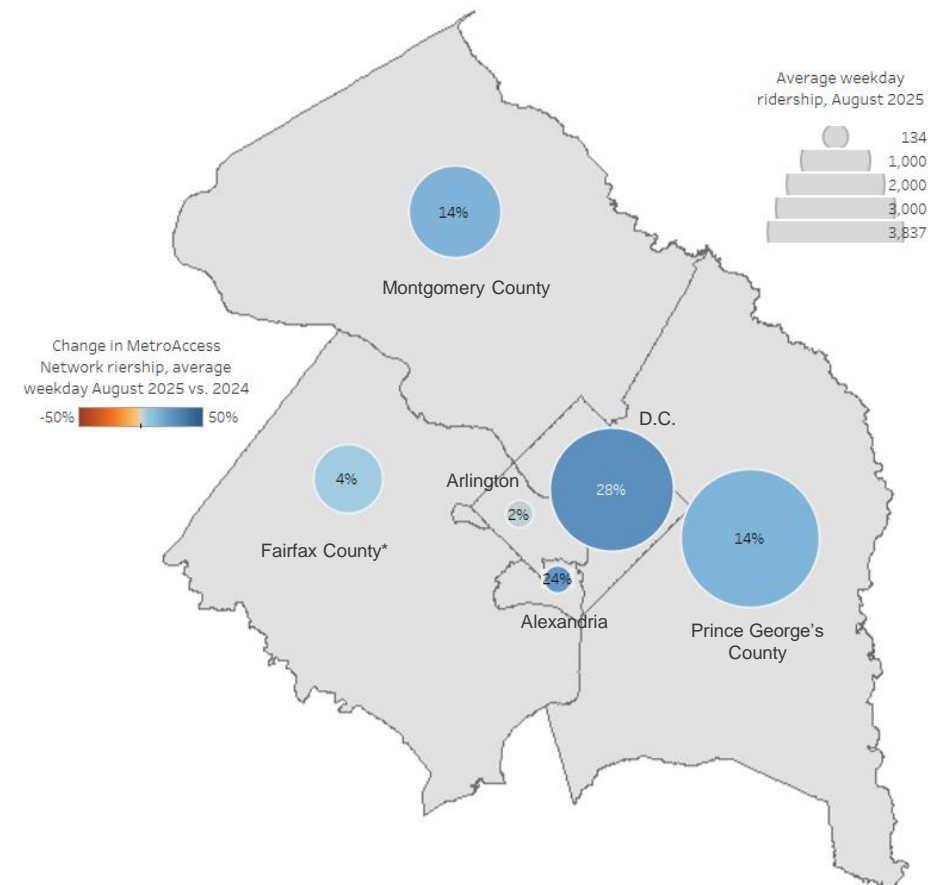 Average weekday
ridership, August 2025
134
1,000
2,000
3,000
3,837
14%
Montgomery County
Change in MetroAccess
Network riership, average
weekday August 2025 vs. 2024
-50% 50%
D.C.
28%
Arlington
2%
4%
Fairfax County*
24%
Alexandria
14%
Prince George's
County